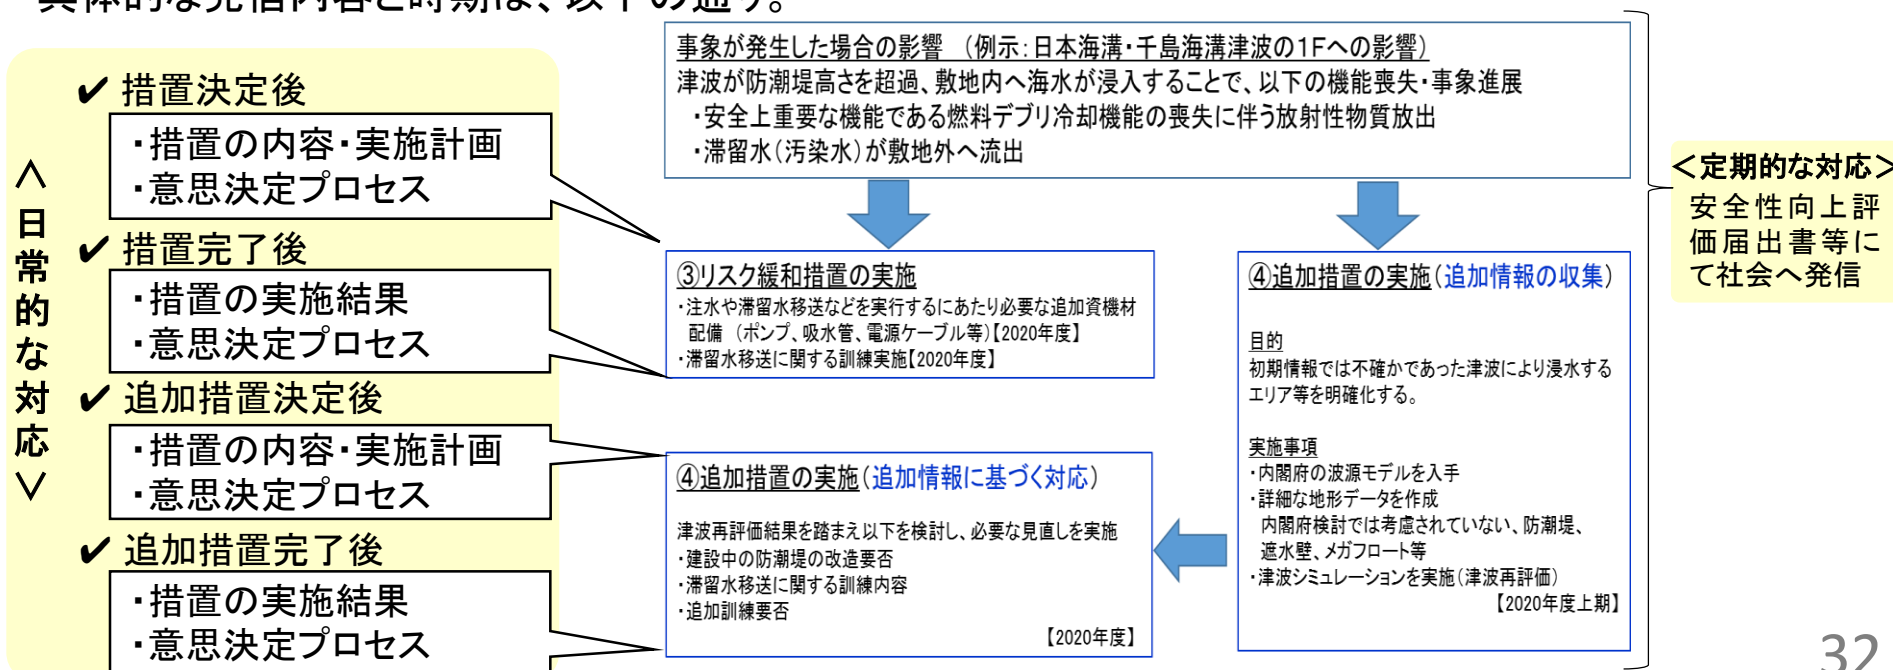 具体的な発信内容と時期は、以下の通り。
＜日常的な対応＞
✔ 措置決定後
・措置の内容・実施計画
・意思決定プロセス
✔ 措置完了後
・措置の実施結果
・意思決定プロセス
✔ 追加措置決定後
・措置の内容・実施計画
・意思決定プロセス
✔ 追加措置完了後
・措置の実施結果
・意思決定プロセス
事象が発生した場合の影響　（例示：日本海溝・千島海溝津波の１Ｆへの影響）
津波が防潮堤高さを超過、敷地内へ海水が浸入することで、以下の機能喪失・事象進展
・安全上重要な機能である燃料デブリ冷却機能の喪失に伴う放射性物質放出
・滞留水（汚染水）が敷地外へ流出
③リスク緩和措置の実施
・注水や滞留水移送などを実行するにあたり必要な追加資機材
配備　（ポンプ、吸水管、電源ケーブル等）【2020年度】
・滞留水移送に関する訓練実施【2020年度】
④追加措置の実施（追加情報の収集）
目的
初期情報では不確かであった津波により浸水する
エリア等を明確化する。
実施事項
・内閣府の波源モデルを入手
・詳細な地形データを作成
内閣府検討では考慮されていない、防潮堤、
遮水壁、メガフロート等
・津波シミュレーションを実施（津波再評価）
【2020年度上期】
④追加措置の実施（追加情報に基づく対応）
津波再評価結果を踏まえ以下を検討し、必要な見直しを実施
・建設中の防潮堤の改造要否
・滞留水移送に関する訓練内容
・追加訓練要否
【2020年度】
＜定期的な対応＞
安全性向上評
価届出書等に
て社会へ発信
32